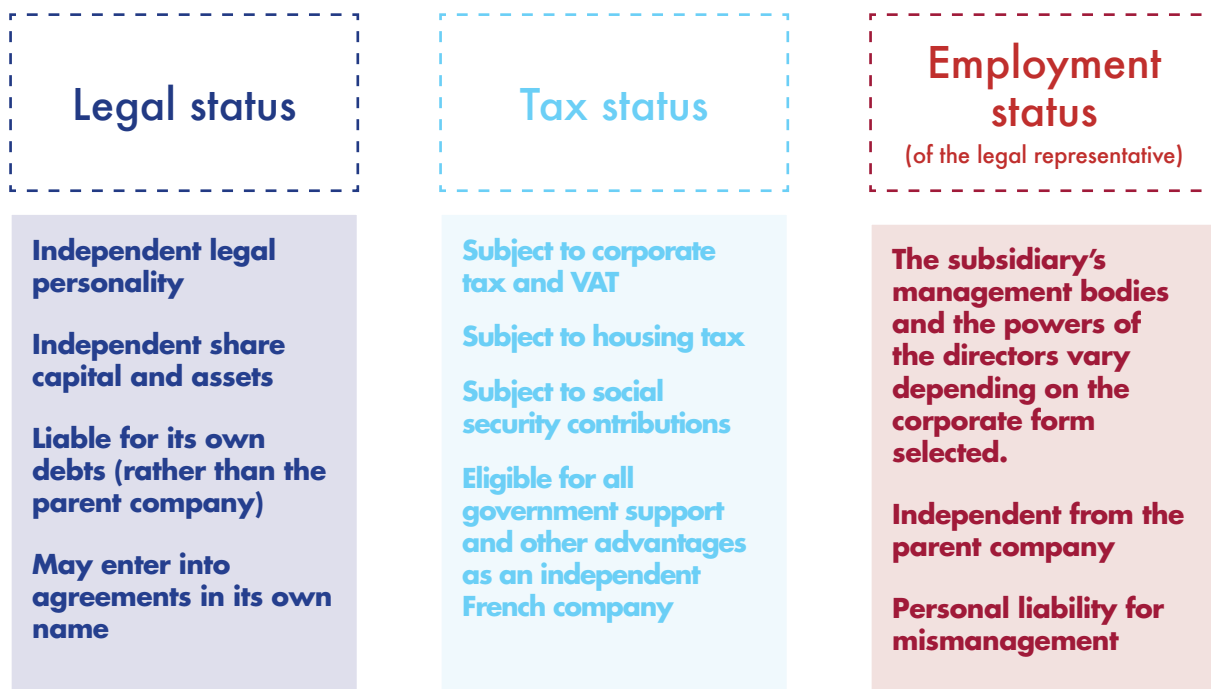 Legal status
Independent legal
personality
Independent share
capital and assets
Liable for its own
debts (rather than the
parent company)
May enter into
agreements in its own
name
Tax status
Subject to corporate
tax and VAT
Subject to housing tax
Subject to social
security contributions
Eligible for all
government support
and other advantages
as an independent
French company
Employment
status
(of the legal representative)
The subsidiary’s
management bodies
and the powers of
the directors vary
depending on the
corporate form
selected.
Independent from the
parent company
Personal liability for
mismanagement